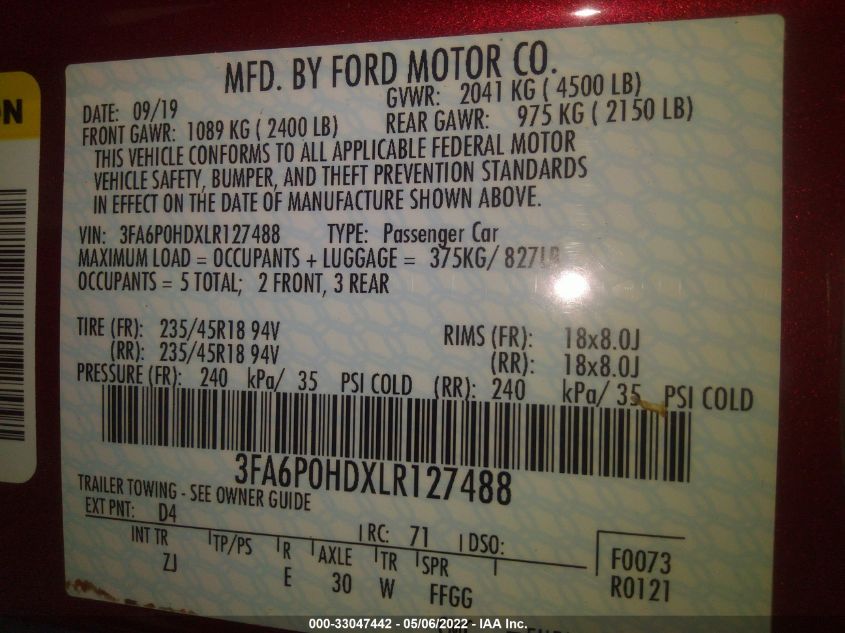 ON
MFD. BY FORD MOTOR CO.
DATE: 09/19 GVWR: 2041 KG ( 4500 LB)
FRONT GAWR: 1089 KG ( 2400 LB) REAR GAWR: 975 KG ( 2150 LB)
THIS VEHICLE CONFORMS TO ALL APPLICABLE FEDERAL MOTOR
VEHICLE SAFETY, BUMPER, AND THEFT PREVENTION STANDARDS
IN EFFECT ON THE DATE OF MANUFACTURE SHOWN ABOVE.
VIN: 3FA6P0HDXLR127488 TYPE: Passenger Car
MAXIMUM LOAD = OCCUPANTS + LUGGAGE = 375KG/ 827LB
OCCUPANTS = 5 TOTAL; 2 FRONT, 3 REAR
TIRE (FR): 235/45R18 94V RIMS (FR): 18x8.0J
(RR): 235/45R18 94V (RR): 18x8.0J
PRESSURE (FR): 240 kPa/ 35 PSI COLD (RR): 240 kPa/ 35 PSI COLD
3FA6P0HDXLR127488
TRAILER TOWING - SEE OWNER GUIDE
EXT PNT: D4 RC: 71 DSO:
INT TR TP/PS R AXLE TR SPR F0073
ZJ E 30 W FFGG R0121
000-33047442 - 05/06/2022 - IAA Inc.